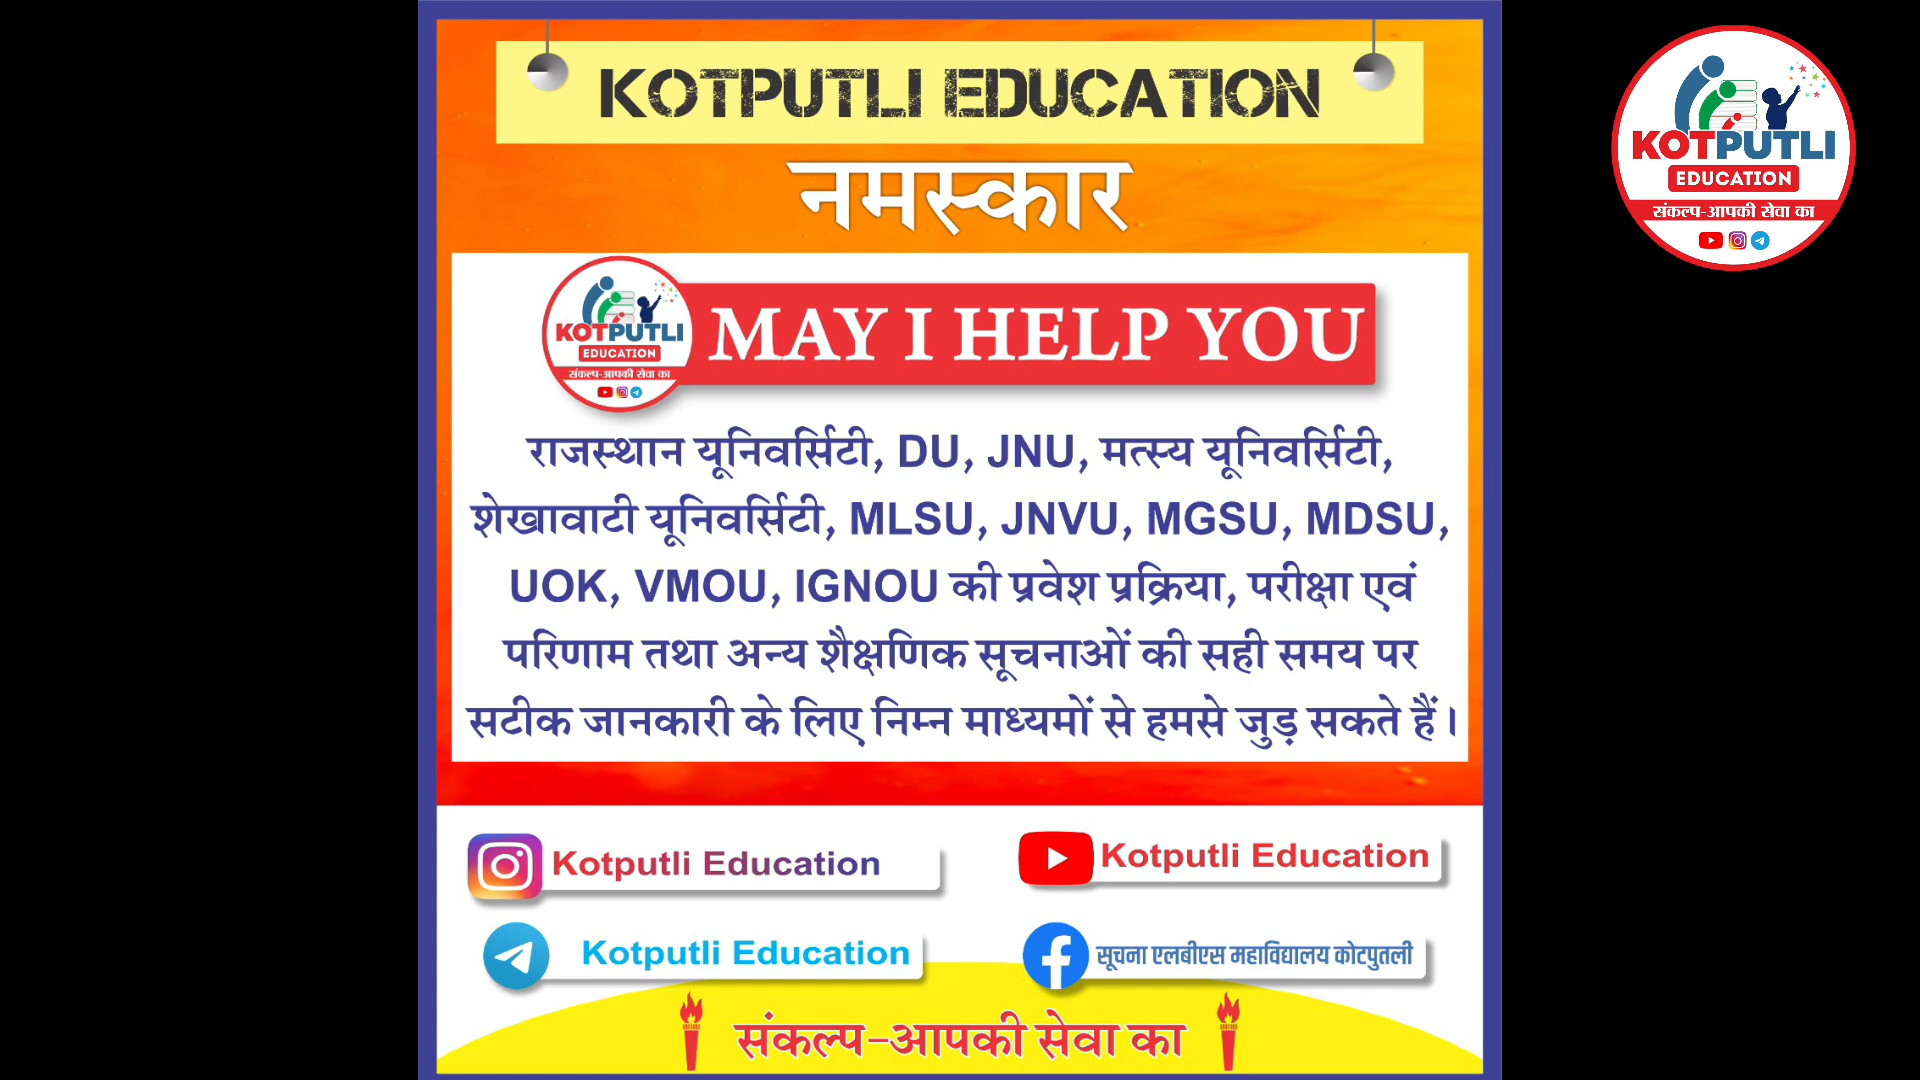 KOTPUTLI EDUCATION
नमस्कार
KOTPUTLI
EDUCATION
संकल्प-आपकी सेवा का
MAY I HELP YOU
राजस्थान यूनिवर्सिटी, DU, JNU, मत्स्य यूनिवर्सिटी,
शेखावाटी यूनिवर्सिटी, MLSU, JNVU, MGSU, MDSU,
UOK, VMOU, IGNOU की प्रवेश प्रक्रिया, परीक्षा एवं
परिणाम तथा अन्य शैक्षणिक सूचनाओं की सही समय पर
सटीक जानकारी के लिए निम्न माध्यमों से हमसे जुड़ सकते हैं।
Kotputli Education
Kotputli Education
Kotputli Education
सूचना एलबीएस महाविद्यालय कोटपुतली
संकल्प-आपकी सेवा का
KOTPUTLI
EDUCATION
संकल्प-आपकी सेवा का